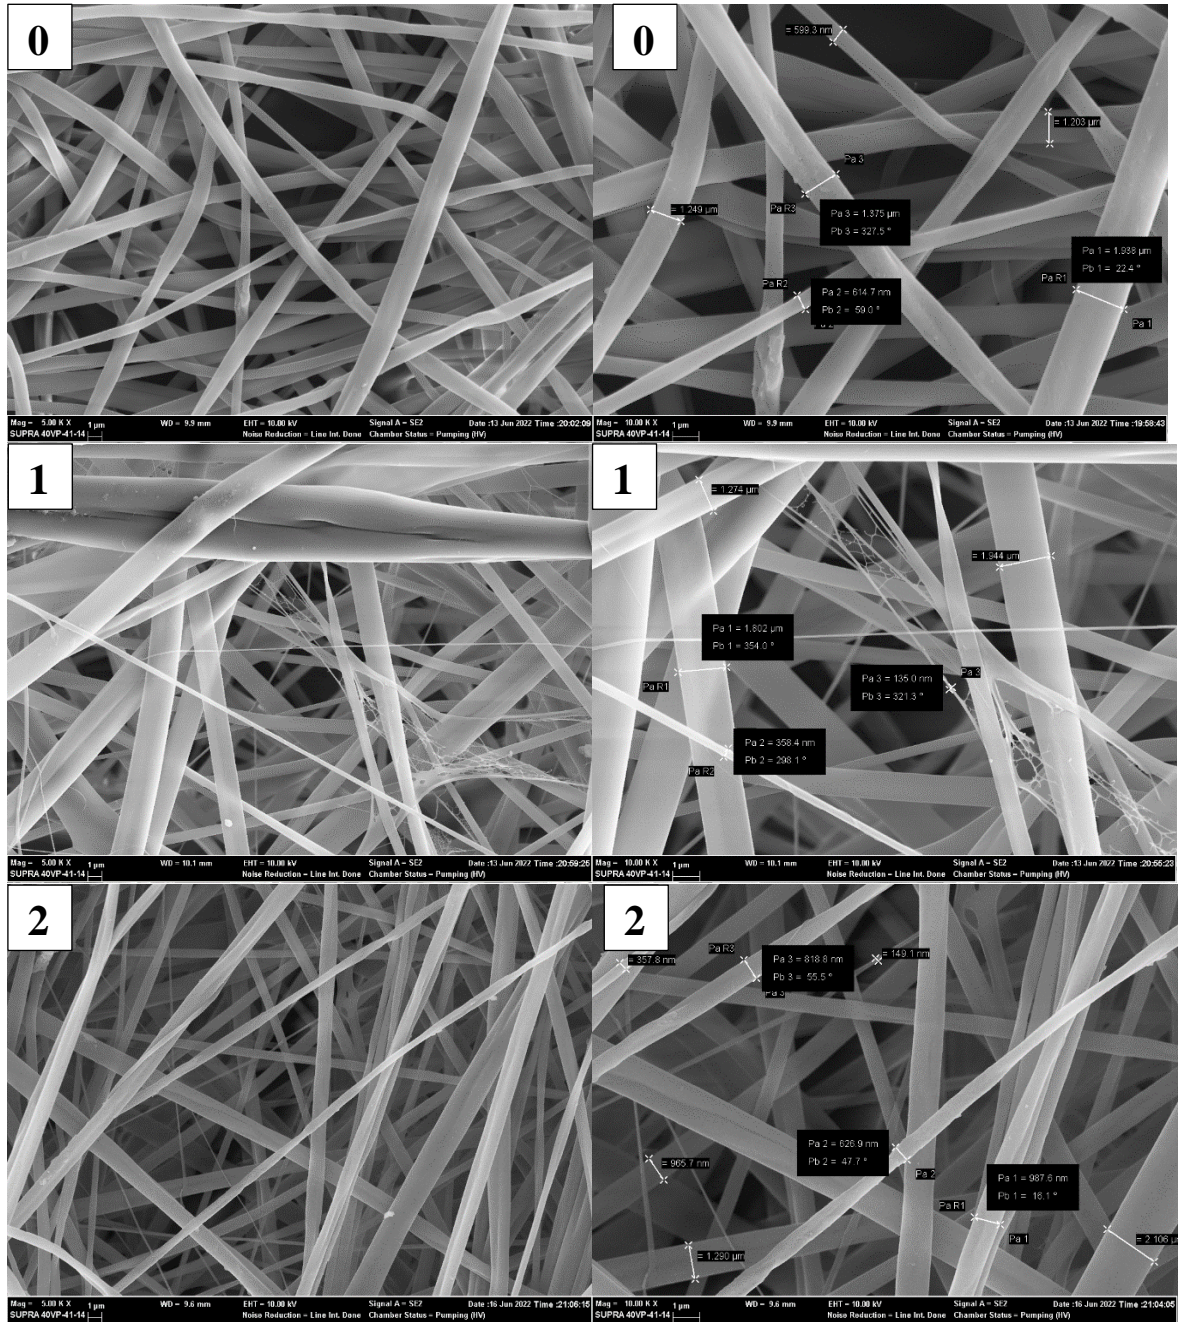 0
0
= 599.3 nm
= 1.203 µm
Pa 3
= 1.249 µm
Pa R3
Pa 3 = 1.375 µm
Pb 3 = 327.5 °
Pa 1 = 1.938 µm
Pb 1 = 22.4 °
Pa R2
Pa R1
Pa 2 = 614.7 nm
Pb 2 = 59.0 °
Pa 1
Mag = 5.00 K X 1 µm WD = 9.9 mm EHT = 10.00 kV Signal A = SE2 Date :13 Jun 2022 Time :20:02:09
SUPRA 40VP-41-14 Noise Reduction = Line Int. Done Chamber Status = Pumping (HV)
Mag = 10.00 K X 1 µm WD = 9.9 mm EHT = 10.00 kV Signal A = SE2 Date :13 Jun 2022 Time :19:58:43
SUPRA 40VP-41-14 Noise Reduction = Line Int. Done Chamber Status = Pumping (HV)
1
1
= 1.274 µm
= 1.944 µm
Pa 1 = 1.802 µm
Pb 1 = 354.0 °
Pa 3
Pa R1
Pa 3 = 135.0 nm
Pb 3 = 321.3 °
Pa 2 = 358.4 nm
Pb 2 = 298.1 °
Pa R2
Mag = 5.00 K X 1 µm WD = 10.1 mm EHT = 10.00 kV Signal A = SE2 Date :13 Jun 2022 Time :20:59:25
SUPRA 40VP-41-14 Noise Reduction = Line Int. Done Chamber Status = Pumping (HV)
Mag = 10.00 K X 1 µm WD = 10.1 mm EHT = 10.00 kV Signal A = SE2 Date :13 Jun 2022 Time :20:55:23
SUPRA 40VP-41-14 Noise Reduction = Line Int. Done Chamber Status = Pumping (HV)
2
2
Pa R3
= 357.8 nm
Pa 3 = 818.8 nm
Pb 3 = 55.5 °
= 149.1 nm
Pa 3
Pa 2 = 626.9 nm
Pb 2 = 47.7 °
= 965.7 nm
Pa 2
Pa 1 = 987.6 nm
Pb 1 = 16.1 °
Pa R1
Pa 1
= 2.106 µm
= 1.290 µm
Mag = 5.00 K X 1 µm WD = 9.6 mm EHT = 10.00 kV Signal A = SE2 Date :16 Jun 2022 Time :21:06:15
SUPRA 40VP-41-14 Noise Reduction = Line Int. Done Chamber Status = Pumping (HV)
Mag = 10.00 K X 1 µm WD = 9.6 mm EHT = 10.00 kV Signal A = SE2 Date :16 Jun 2022 Time :21:04:05
SUPRA 40VP-41-14 Noise Reduction = Line Int. Done Chamber Status = Pumping (HV)